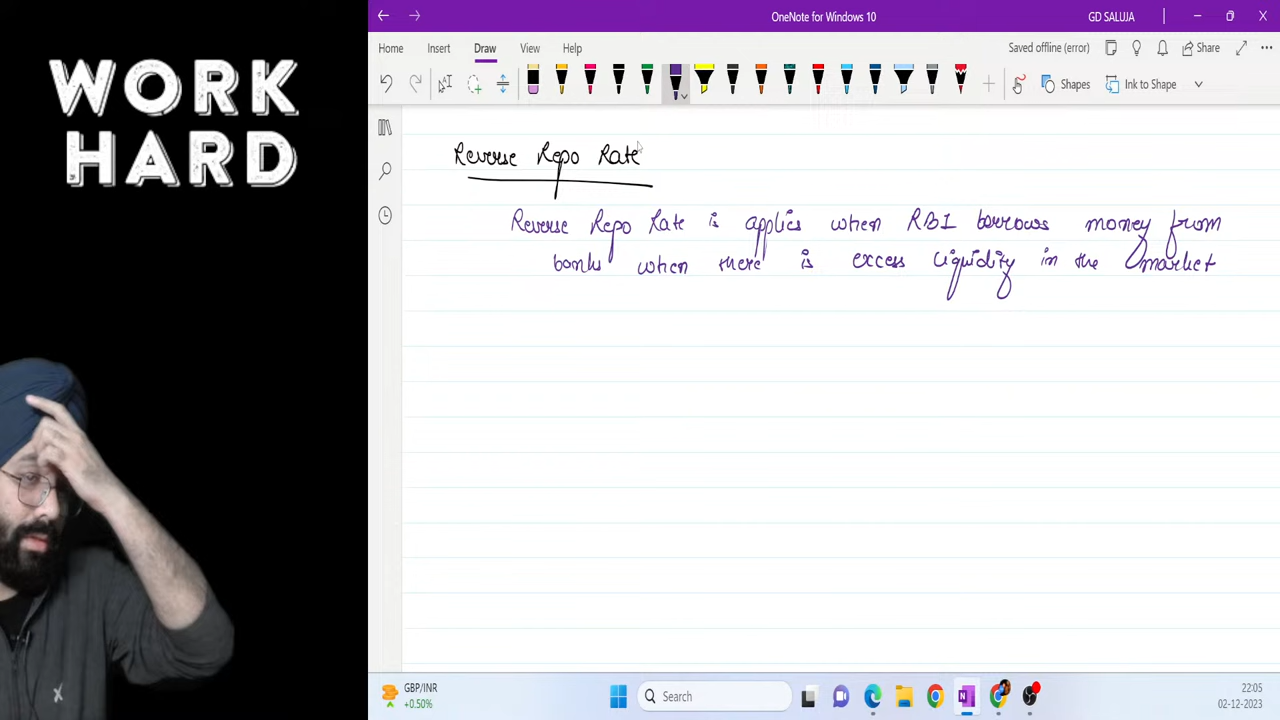 WORK
HARD
OneNote for Windows 10
GD SALUJA
Home Insert Draw View Help
Saved offline (error)
Share
Shapes
Ink to Shape
Reverse Repo Rate
Reverse Repo Rate is applies when RBI borrows money from
banks when there is excess liquidity in the market
GBP/INR
+0.50%
Search
22:05
02-12-2023